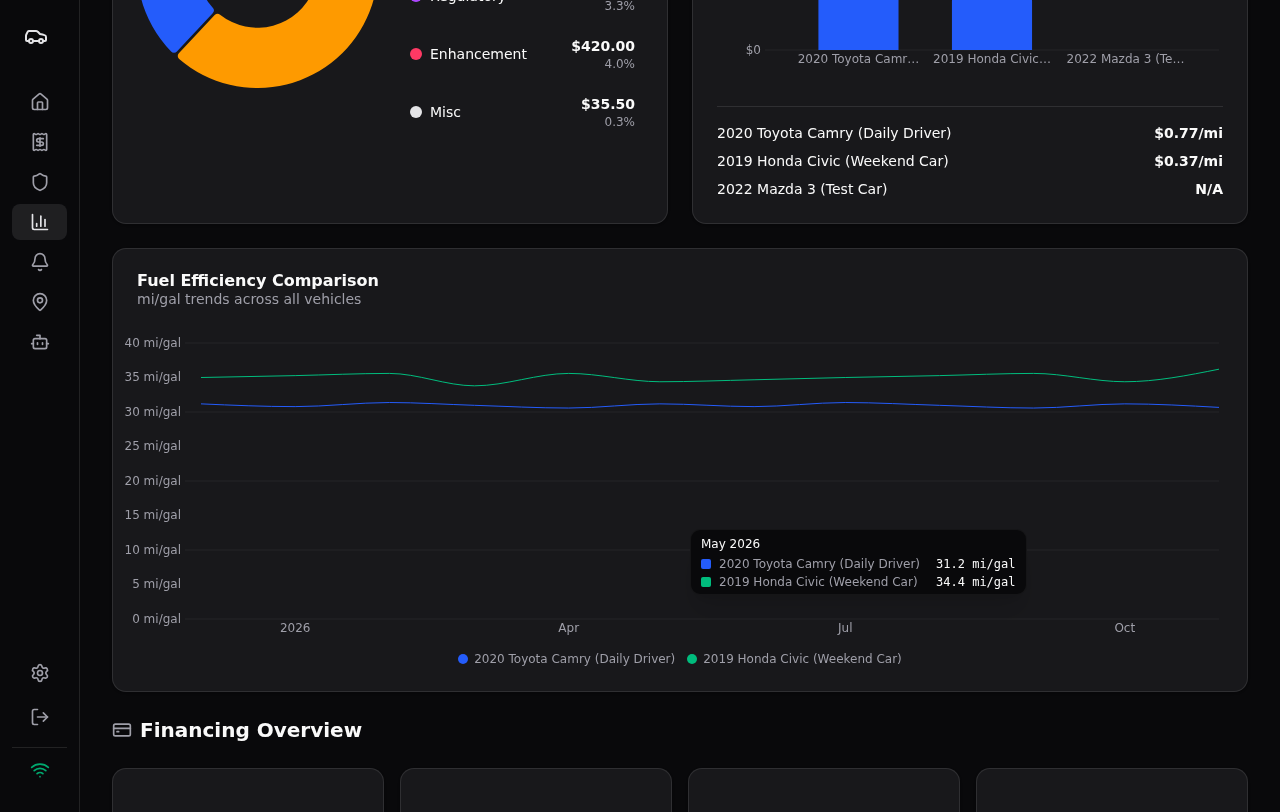 Regulatory
3.3%
Enhancement
$420.00
4.0%
Misc
$35.50
0.3%
$0
2020 Toyota Camr… 2019 Honda Civic… 2022 Mazda 3 (Te…
2020 Toyota Camry (Daily Driver) $0.77/mi
2019 Honda Civic (Weekend Car) $0.37/mi
2022 Mazda 3 (Test Car) N/A
Fuel Efficiency Comparison
mi/gal trends across all vehicles
40 mi/gal
35 mi/gal
30 mi/gal
25 mi/gal
20 mi/gal
15 mi/gal
10 mi/gal
5 mi/gal
0 mi/gal
May 2026
2020 Toyota Camry (Daily Driver) 31.2 mi/gal
2019 Honda Civic (Weekend Car) 34.4 mi/gal
2026 Apr Jul Oct
2020 Toyota Camry (Daily Driver) 2019 Honda Civic (Weekend Car)
Financing Overview